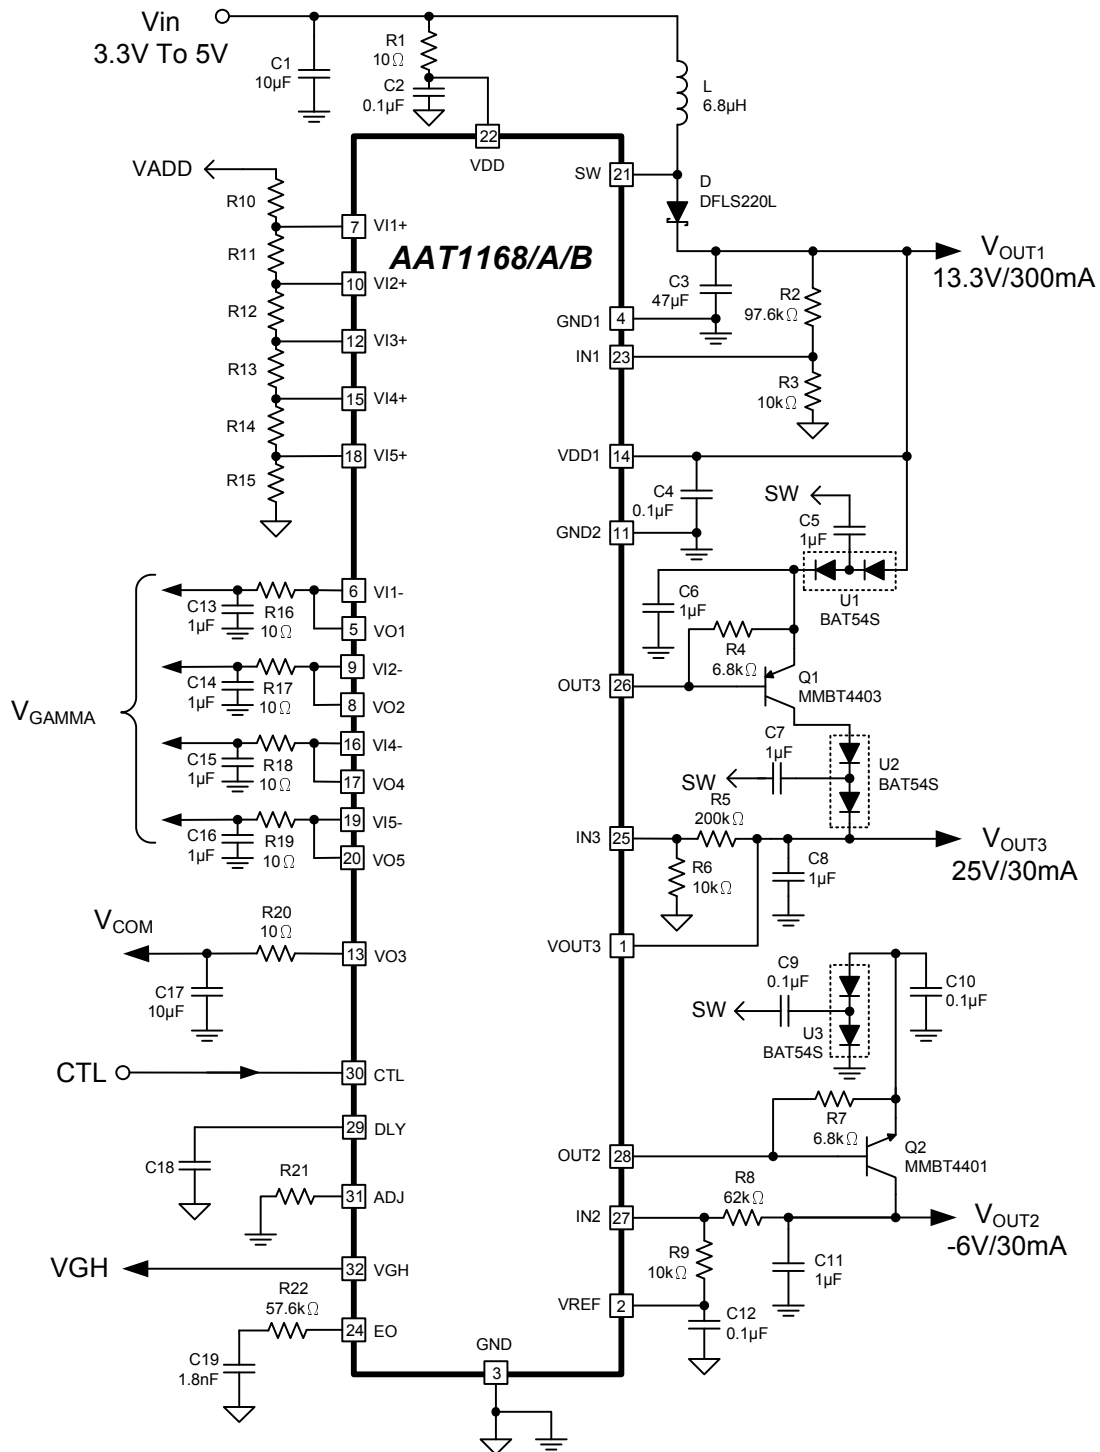 Vin
3.3V To 5V
C1
10µF
R1
10Ω
C2
0.1µF
L
6.8µH
22
VDD
VADD
R10
R11
R12
R13
R14
R15
7 VI1+
10 VI2+
12 VI3+
15 VI4+
18 VI5+
AAT1168/A/B
SW 21
D
DFLS220L
VOUT1
13.3V/300mA
C3
47µF
R2
97.6kΩ
GND1 4
IN1 23
R3
10kΩ
VDD1 14
C4
0.1µF
GND2 11
SW
C5
1µF
U1
BAT54S
C6
1µF
R4
6.8kΩ
OUT3 26
Q1
MMBT4403
C7
1µF
SW
U2
BAT54S
R5
200kΩ
IN3 25
R6
10kΩ
C8
1µF
VOUT3
25V/30mA
VOUT3 1
VGAMMA
C13
1µF
R16
10Ω
6 VI1-
5 VO1
C14
1µF
R17
10Ω
9 VI2-
8 VO2
C15
1µF
R18
10Ω
16 VI4-
17 VO4
C16
1µF
R19
10Ω
19 VI5-
20 VO5
VCOM
R20
10Ω
13 VO3
C17
10µF
C9
0.1µF
SW
U3
BAT54S
C10
0.1µF
CTL
30 CTL
29 DLY
C18
R21
31 ADJ
VGH
32 VGH
R22
57.6kΩ
24 EO
C19
1.8nF
R7
6.8kΩ
OUT2 28
Q2
MMBT4401
R8
62kΩ
IN2 27
R9
10kΩ
C11
1µF
VOUT2
-6V/30mA
VREF 2
C12
0.1µF
GND
3